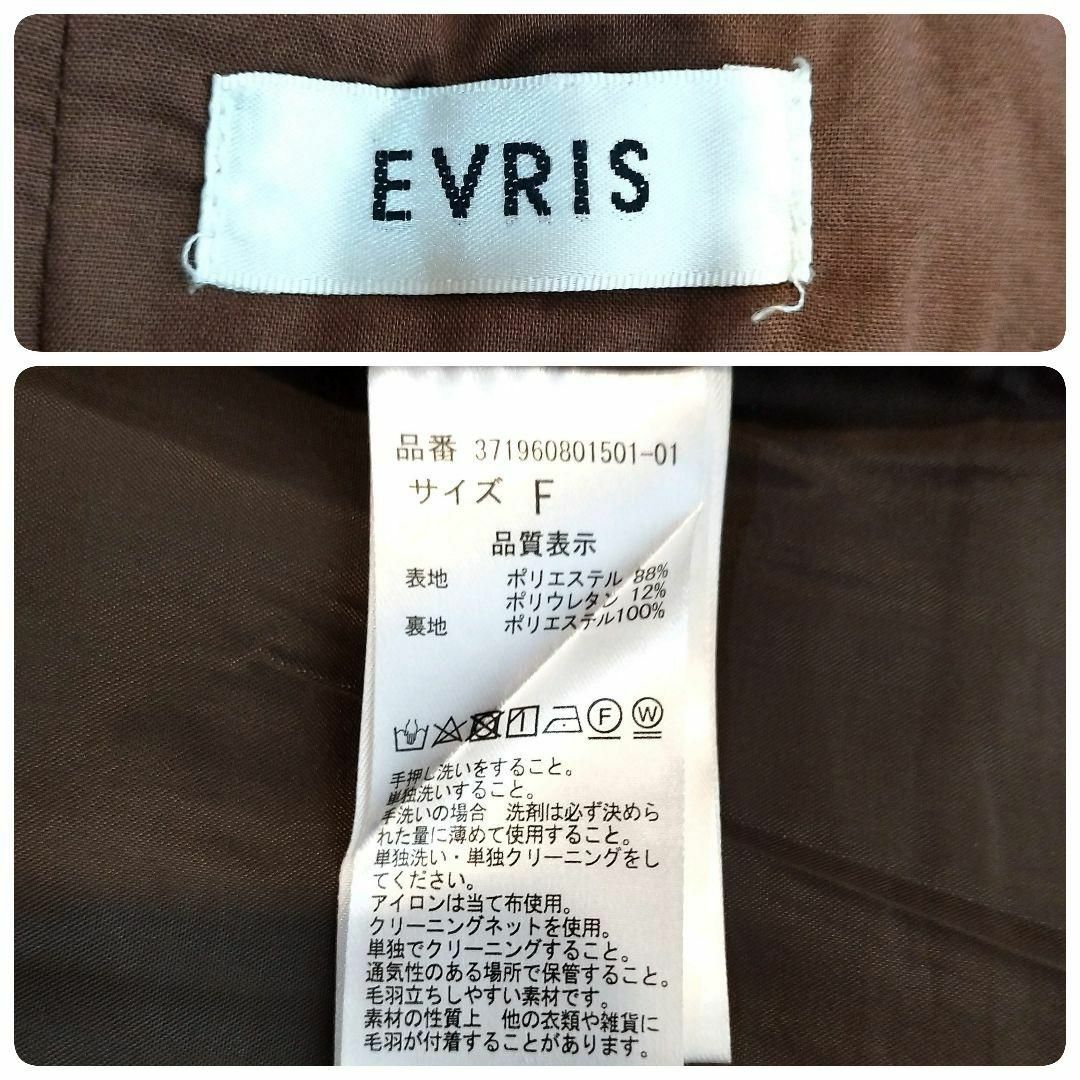 EVRIS
品番 371960801501-01
サイズ F
品質表示
表地 ポリエステル 88%
ポリウレタン 12%
裏地 ポリエステル100%
F W
手押し洗いをすること。
単独洗いすること。
手洗いの場合 洗剤は必ず決めら
れた量に薄めて使用すること。
単独洗い・単独クリーニングをし
てください。
アイロンは当て布使用。
クリーニングネットを使用。
単独でクリーニングすること。
通気性のある場所で保管すること。
毛羽立ちしやすい素材です。
素材の性質上 他の衣類や雑貨に
毛羽が付着することがあります。